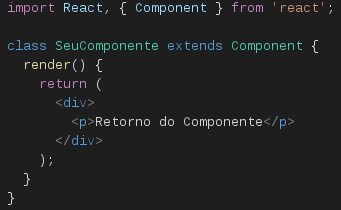 import React, { Component } from 'react';
class SeuComponente extends Component {
  render() {
    return (
      <div>
        <p>Retorno do Componente</p>
      </div>
    );
  }
}